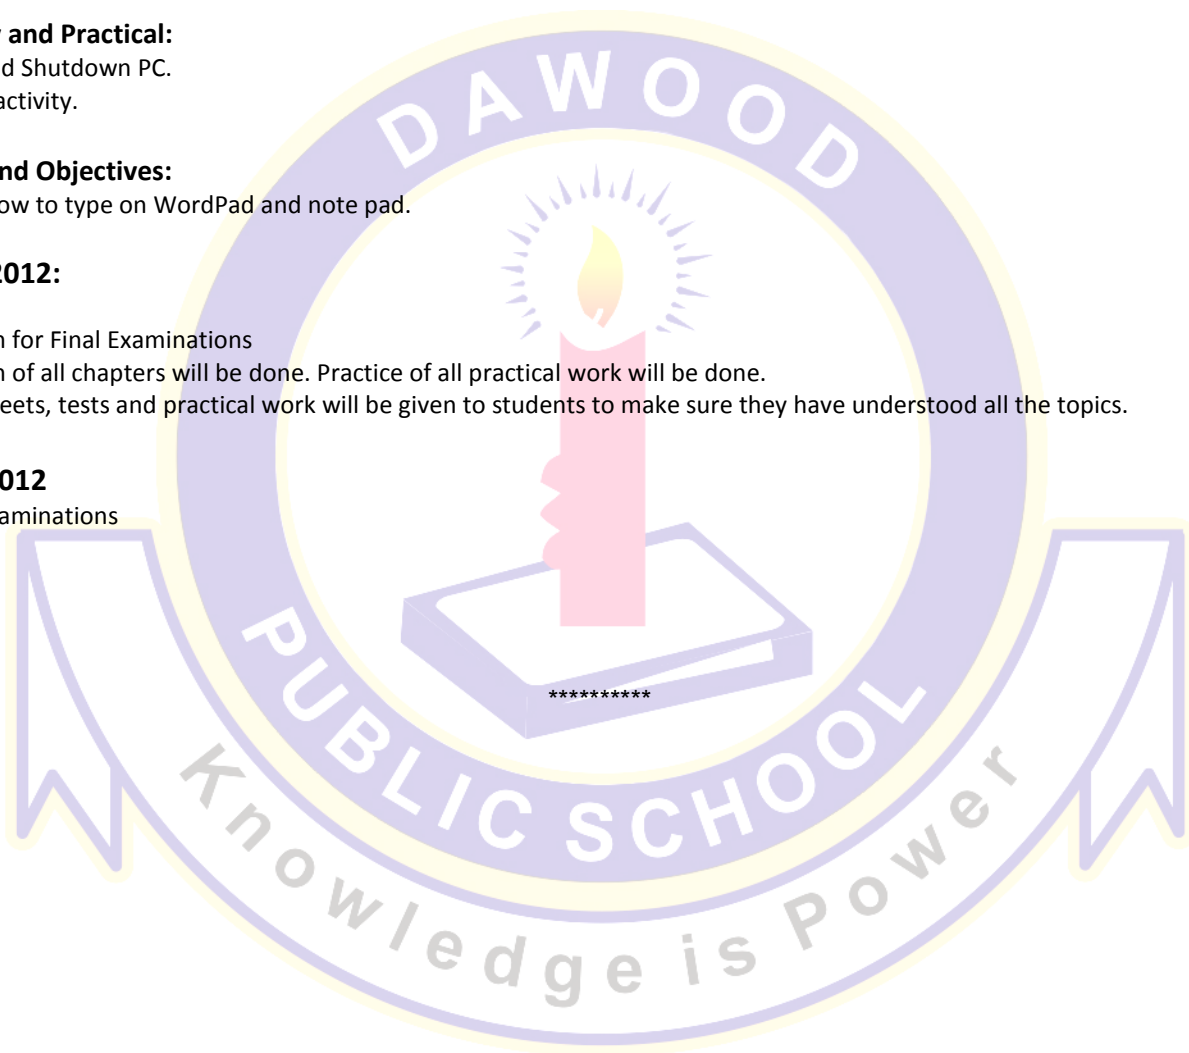 and Practical:
d Shutdown PC.
activity.
nd Objectives:
ow to type on WordPad and note pad.
2012:
n for Final Examinations
n of all chapters will be done. Practice of all practical work will be done.
eets, tests and practical work will be given to students to make sure they have understood all the topics.
012
aminations
**********
DAWOOD
PUBLIC SCHOOL
Knowledge is Power